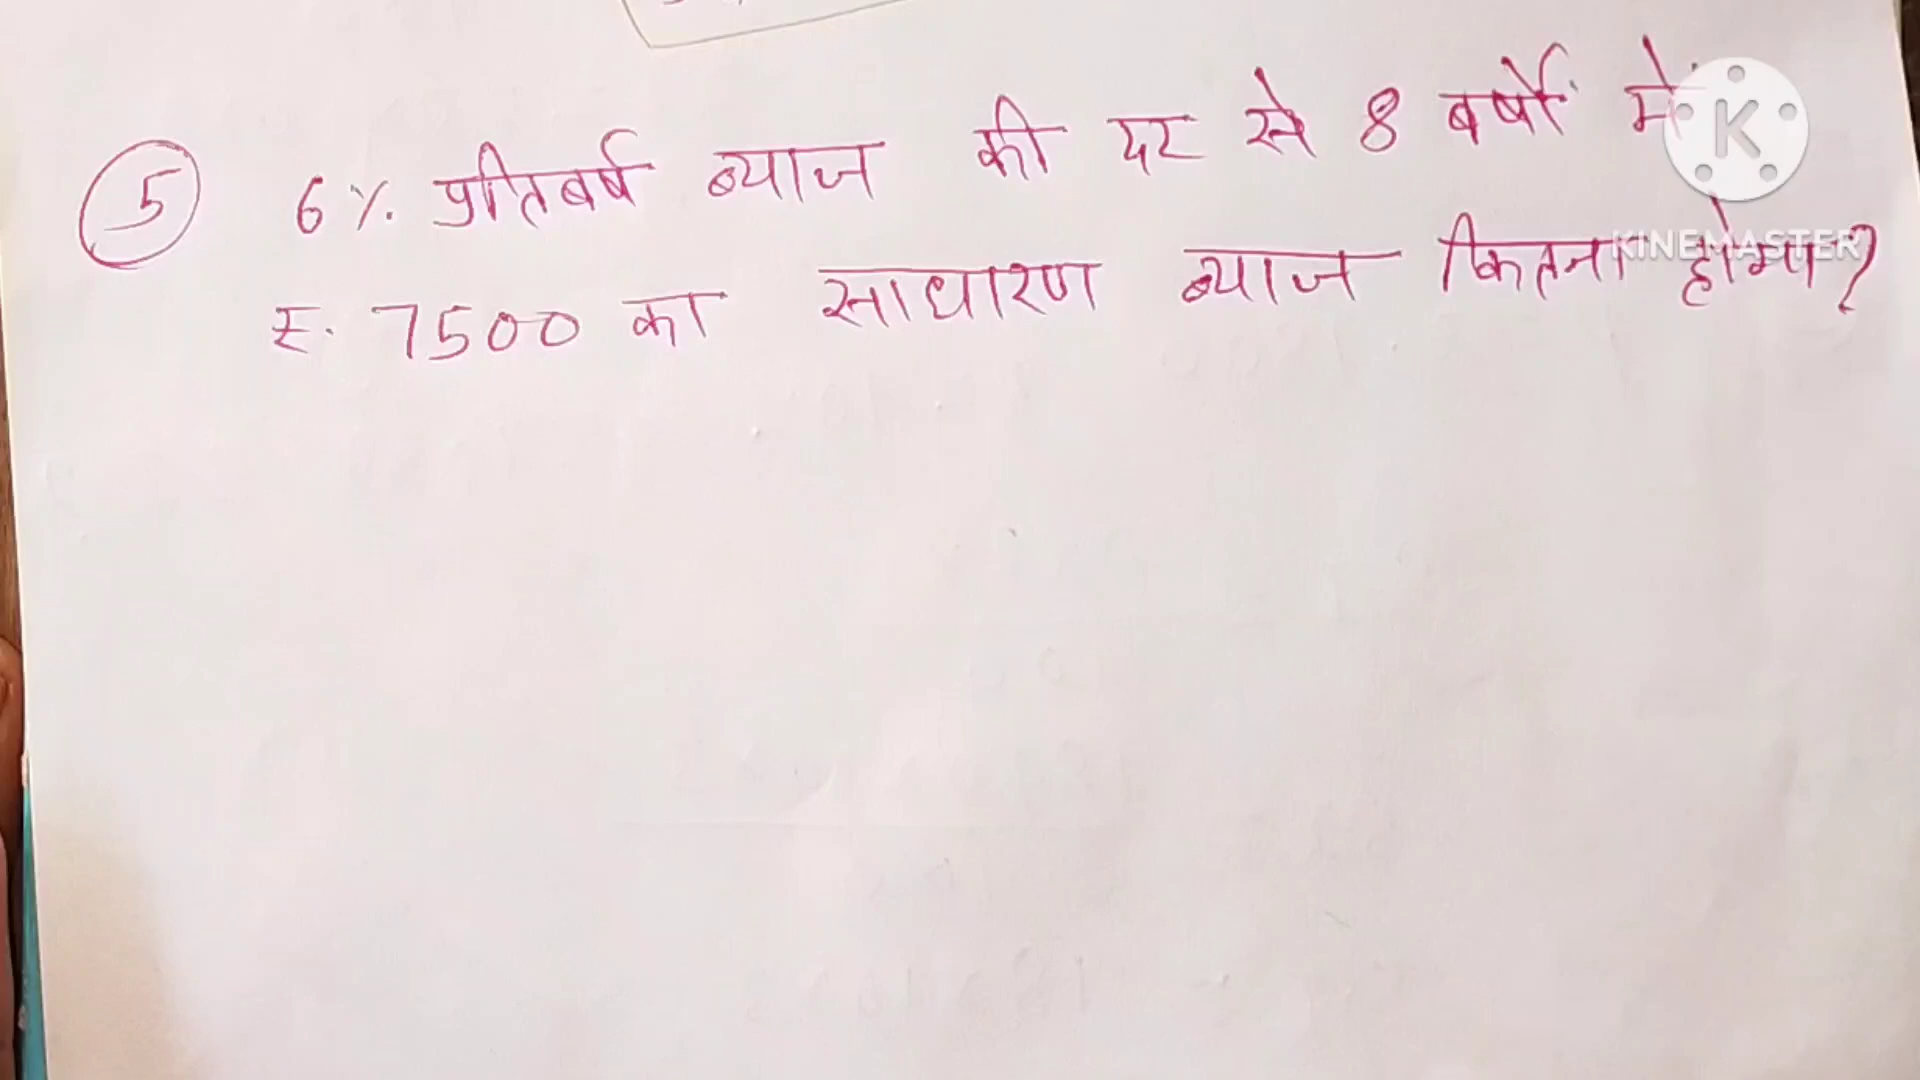 5 6% प्रतिबर्ष ब्याज की दर से 8 बर्षों में
रु. 7500 का साधारण ब्याज कितना होगा?
K
KINEMASTER